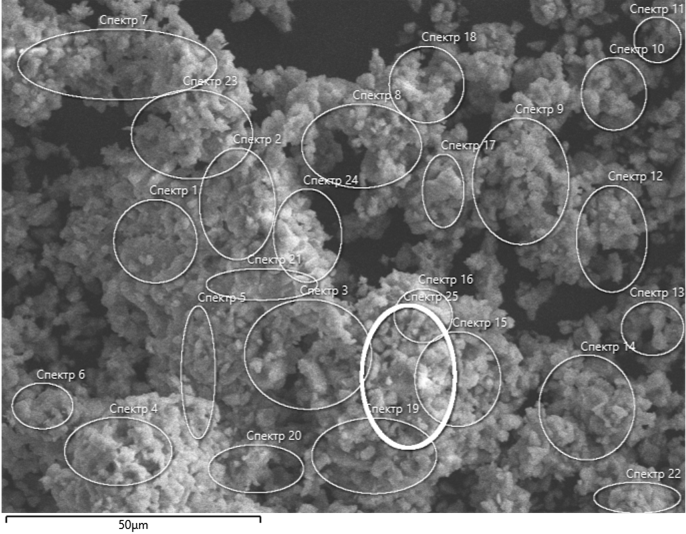 Спектр 11
Спектр 7
Спектр 18
Спектр 10
Спектр 23
Спектр 8
Спектр 9
Спектр 2
Спектр 17
Спектр 12
Спектр 1
Спектр 24
Спектр 21
Спектр 16
Спектр 5
Спектр 3
Спектр 25
Спектр 13
Спектр 15
Спектр 14
Спектр 6
Спектр 4
Спектр 19
Спектр 20
Спектр 22
50µm